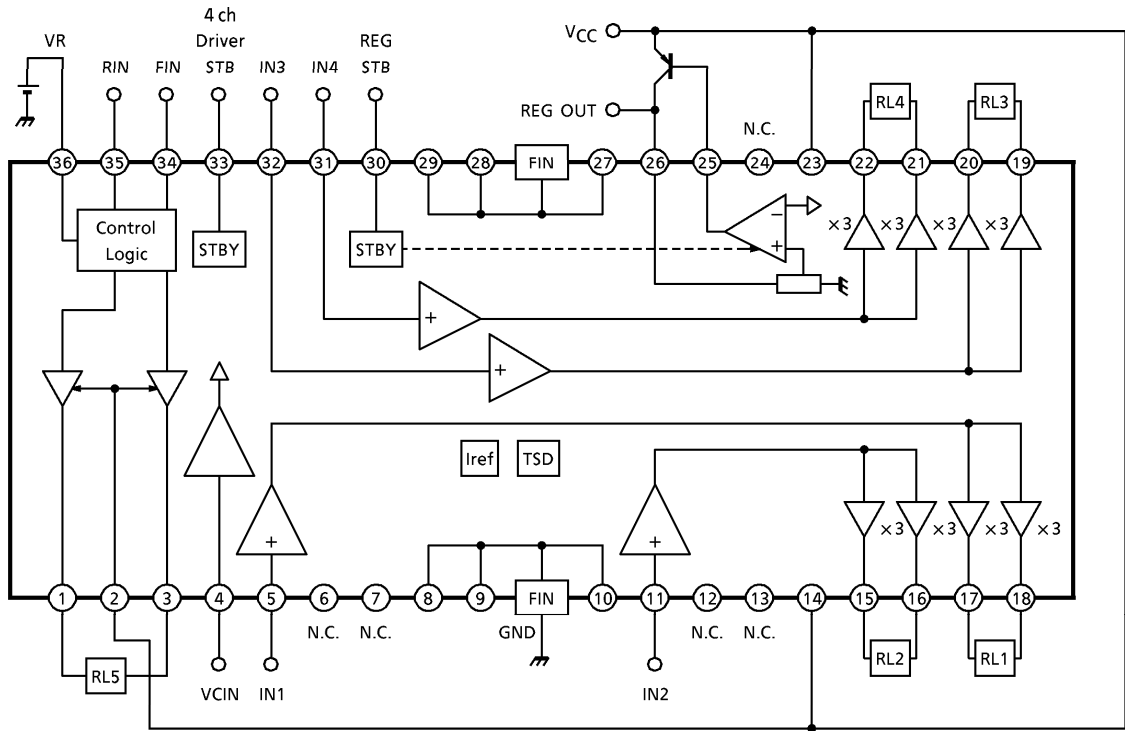 4 ch
VR Driver REG VCC
RIN FIN STB IN3 IN4 STB
REG OUT RL4 RL3
N.C.
36 35 34 33 32 31 30 29 28 FIN 27 26 25 24 23 22 21 20 19
Control
Logic
STBY STBY
− ×3 ×3 ×3 ×3
+
+
+
Iref TSD
+ + ×3 ×3 ×3 ×3
1 2 3 4 5 6 7 8 9 FIN 10 11 12 13 14 15 16 17 18
N.C. N.C. GND N.C. N.C.
RL5 RL2 RL1
VCIN IN1 IN2